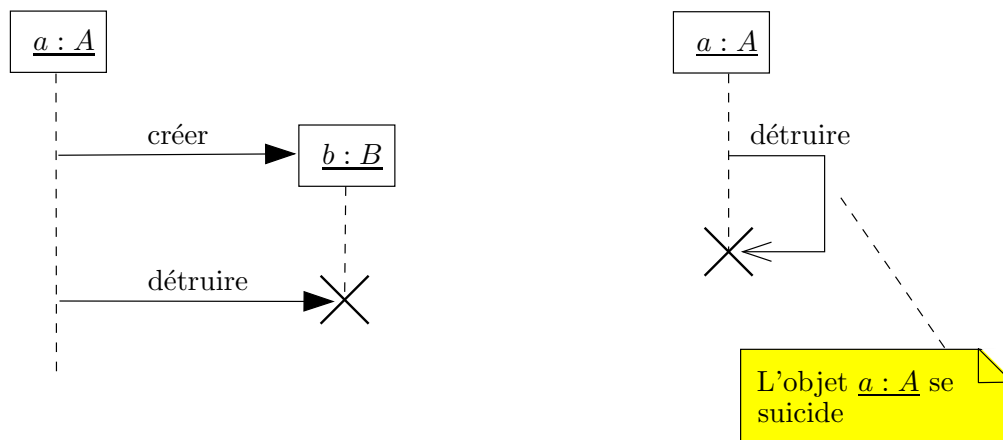 a : A
créer
b : B
détruire
a : A
détruire
L'objet a : A se
suicide